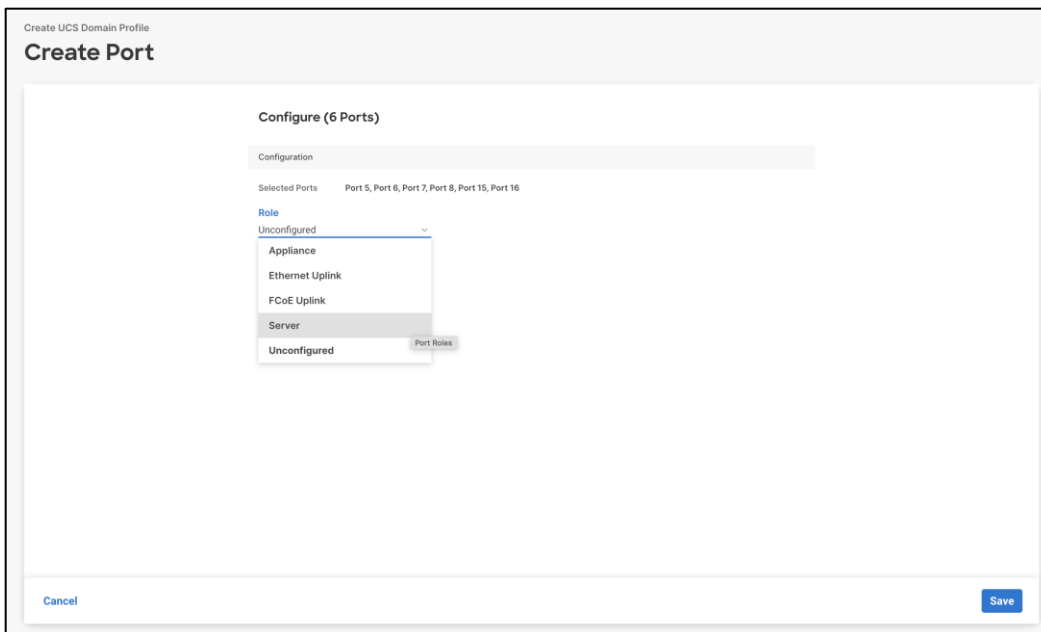 Create UCS Domain Profile
Create Port
Configure (6 Ports)
Configuration
Selected Ports Port 5, Port 6, Port 7, Port 8, Port 15, Port 16
Role
Unconfigured
Appliance
Ethernet Uplink
FCoE Uplink
Server
Port Roles
Unconfigured
Cancel Save